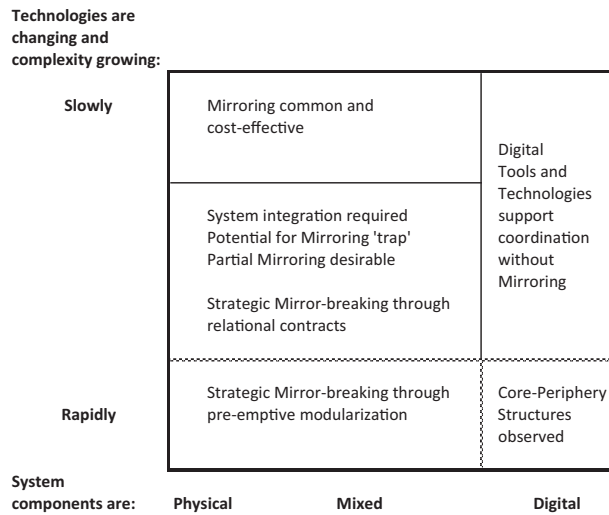 Technologies are
changing and
complexity growing:
Slowly
Mirroring common and
cost-effective
Digital
Tools and
Technologies
support
coordination
without
Mirroring
System integration required
Potential for Mirroring 'trap'
Partial Mirroring desirable
Strategic Mirror-breaking through
relational contracts
Rapidly
Strategic Mirror-breaking through
pre-emptive modularization
Core-Periphery
Structures
observed
System
components are:
Physical
Mixed
Digital